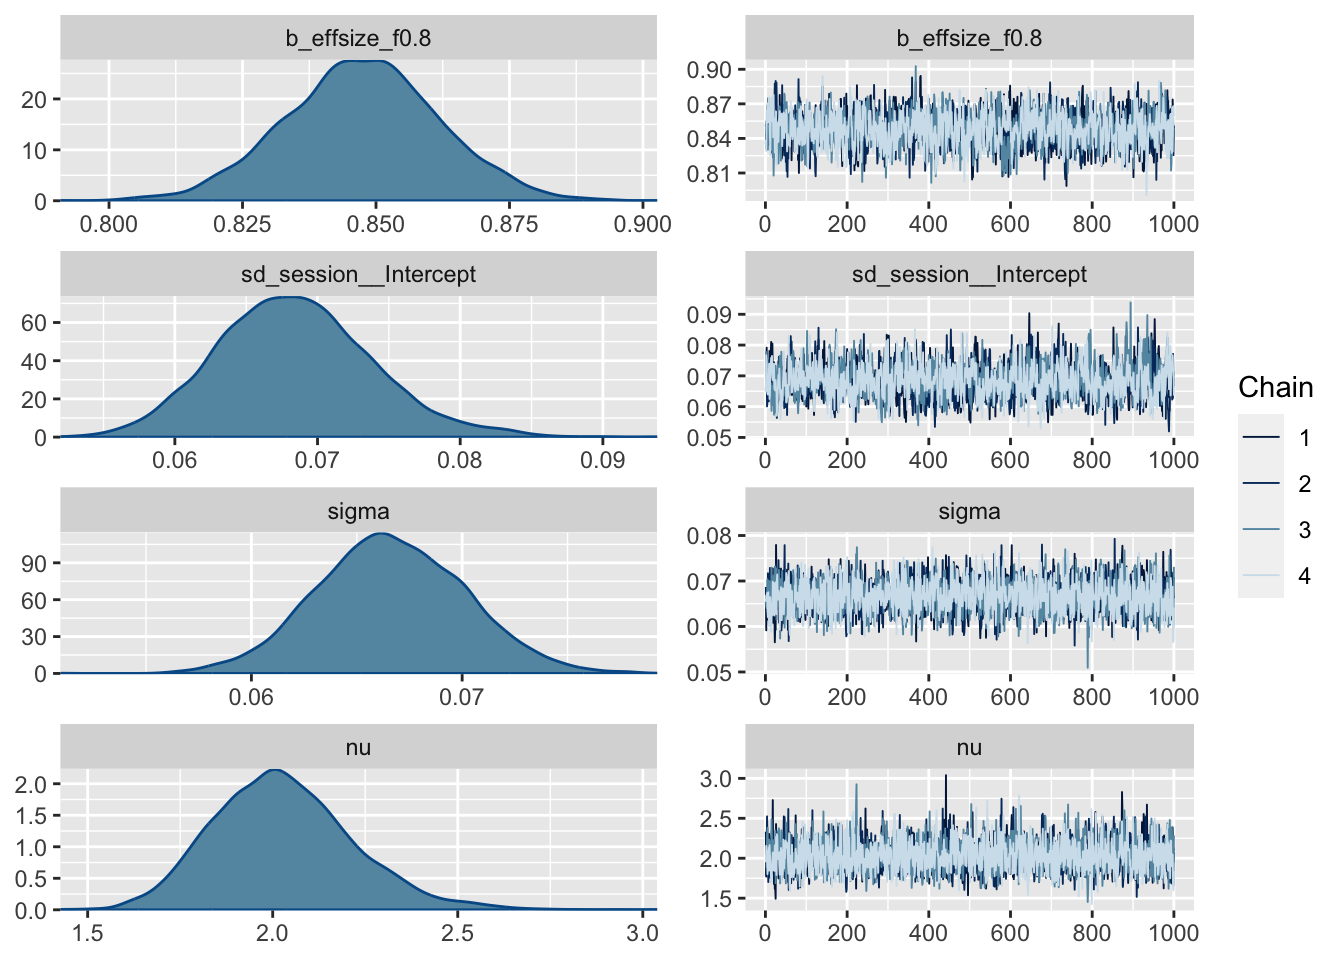 b_effsize_f0.8
b_effsize_f0.8
20
10
0
0.800 0.825 0.850 0.875 0.900
0.90
0.87
0.84
0.81
0 200 400 600 800 1000
sd_session__Intercept
sd_session__Intercept
60
40
20
0
0.06 0.07 0.08 0.09
0.09
0.08
0.07
0.06
0.05
0 200 400 600 800 1000
sigma
sigma
90
60
30
0
0.06 0.07
0.08
0.07
0.06
0.05
0 200 400 600 800 1000
nu
nu
2.0
1.5
1.0
0.5
0.0
1.5 2.0 2.5 3.0
3.0
2.5
2.0
1.5
0 200 400 600 800 1000
Chain
1
2
3
4